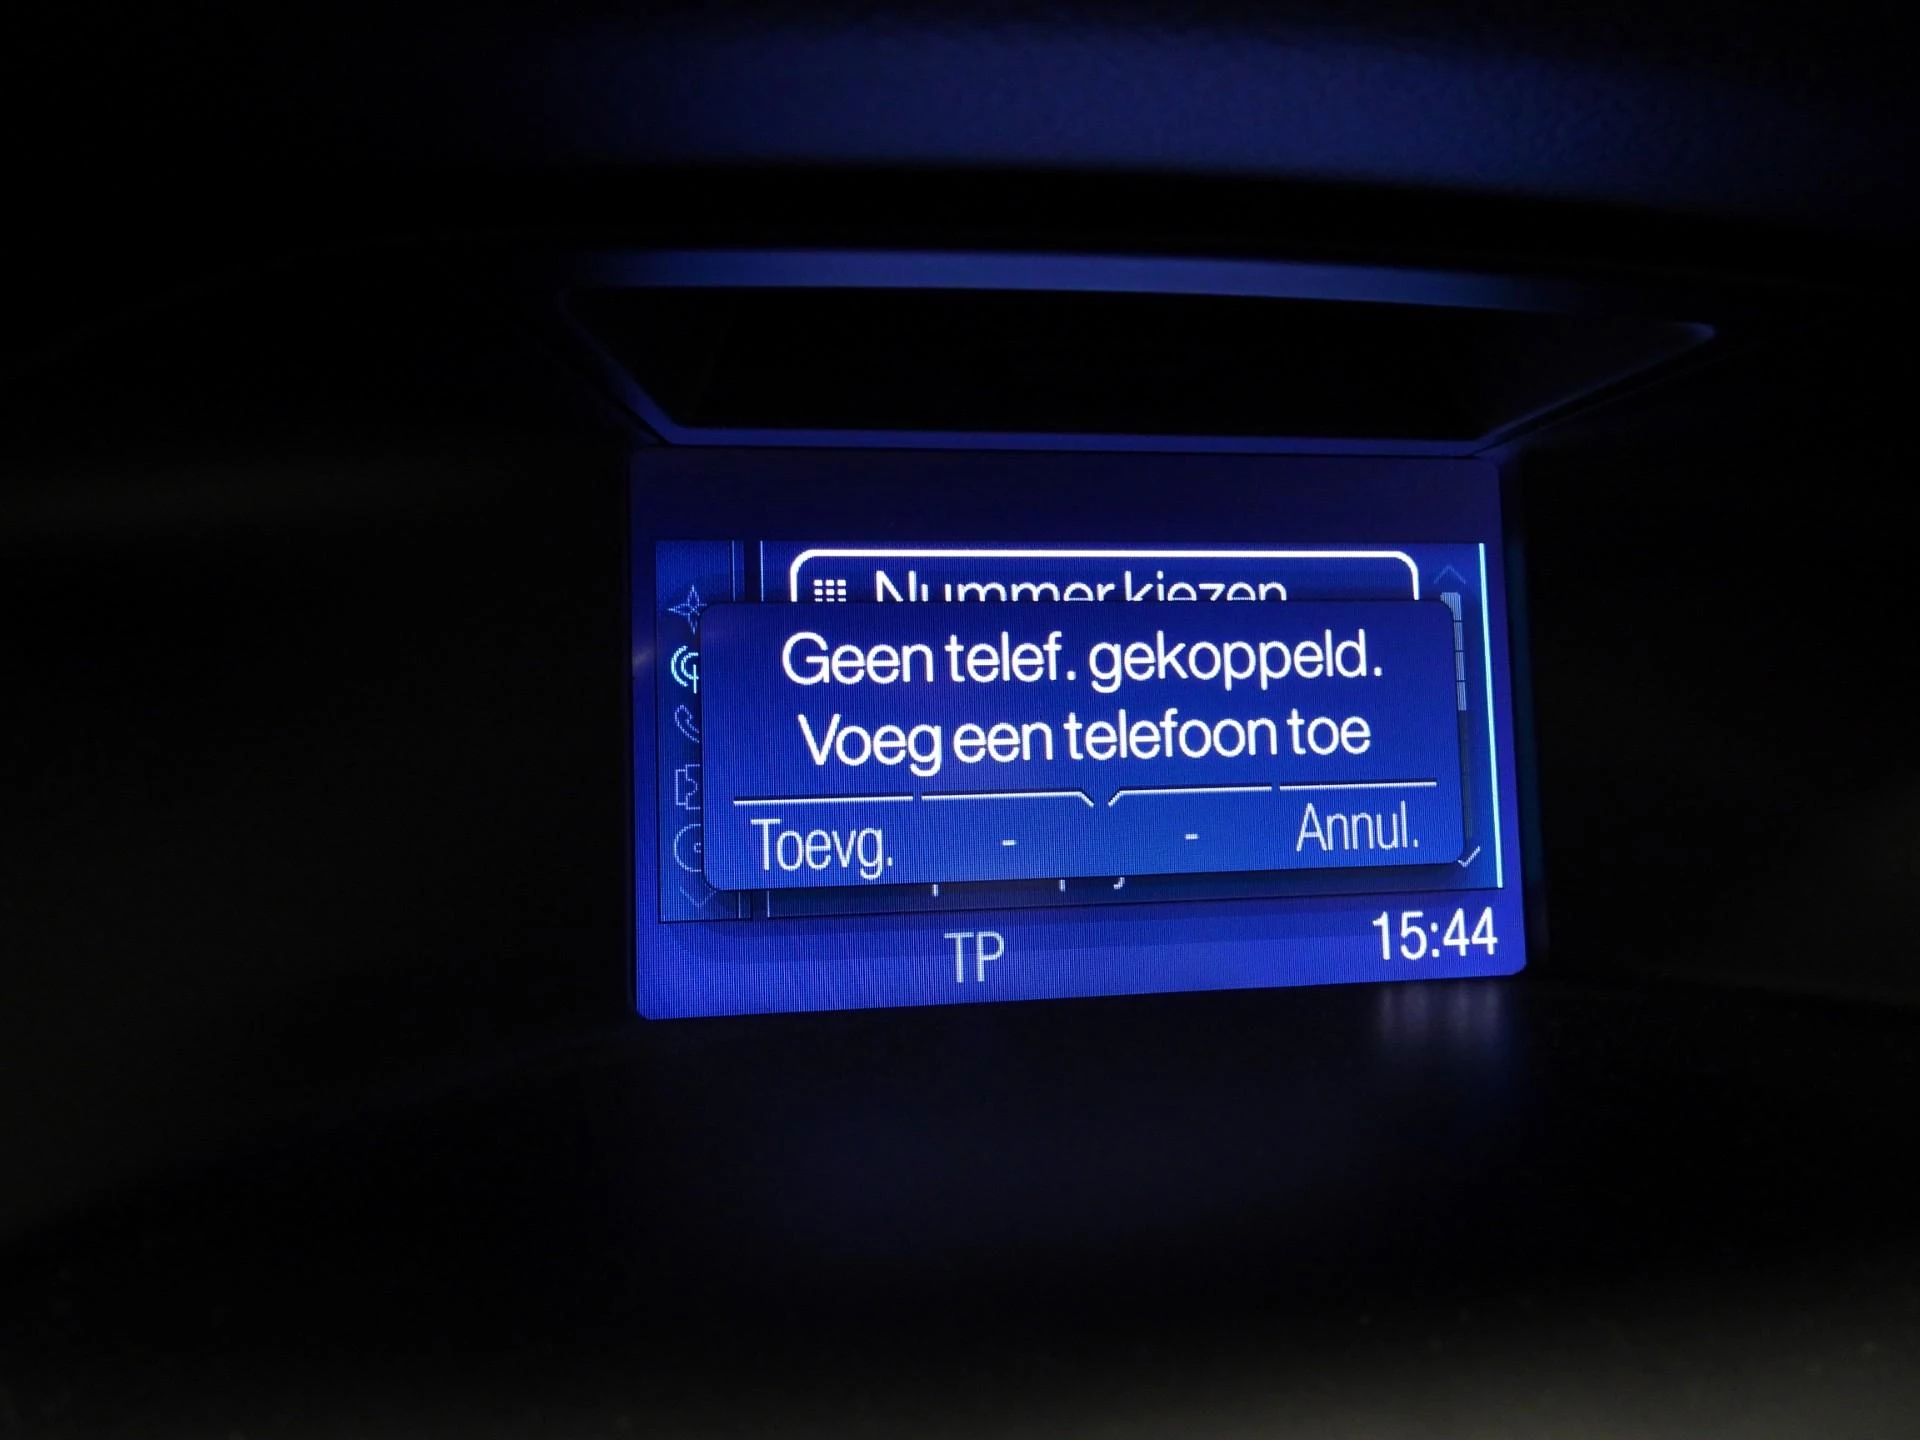 Nummer kiezen
Geen telef. gekoppeld.
Voeg een telefoon toe
Toevg. - - Annul.
TP 15:44